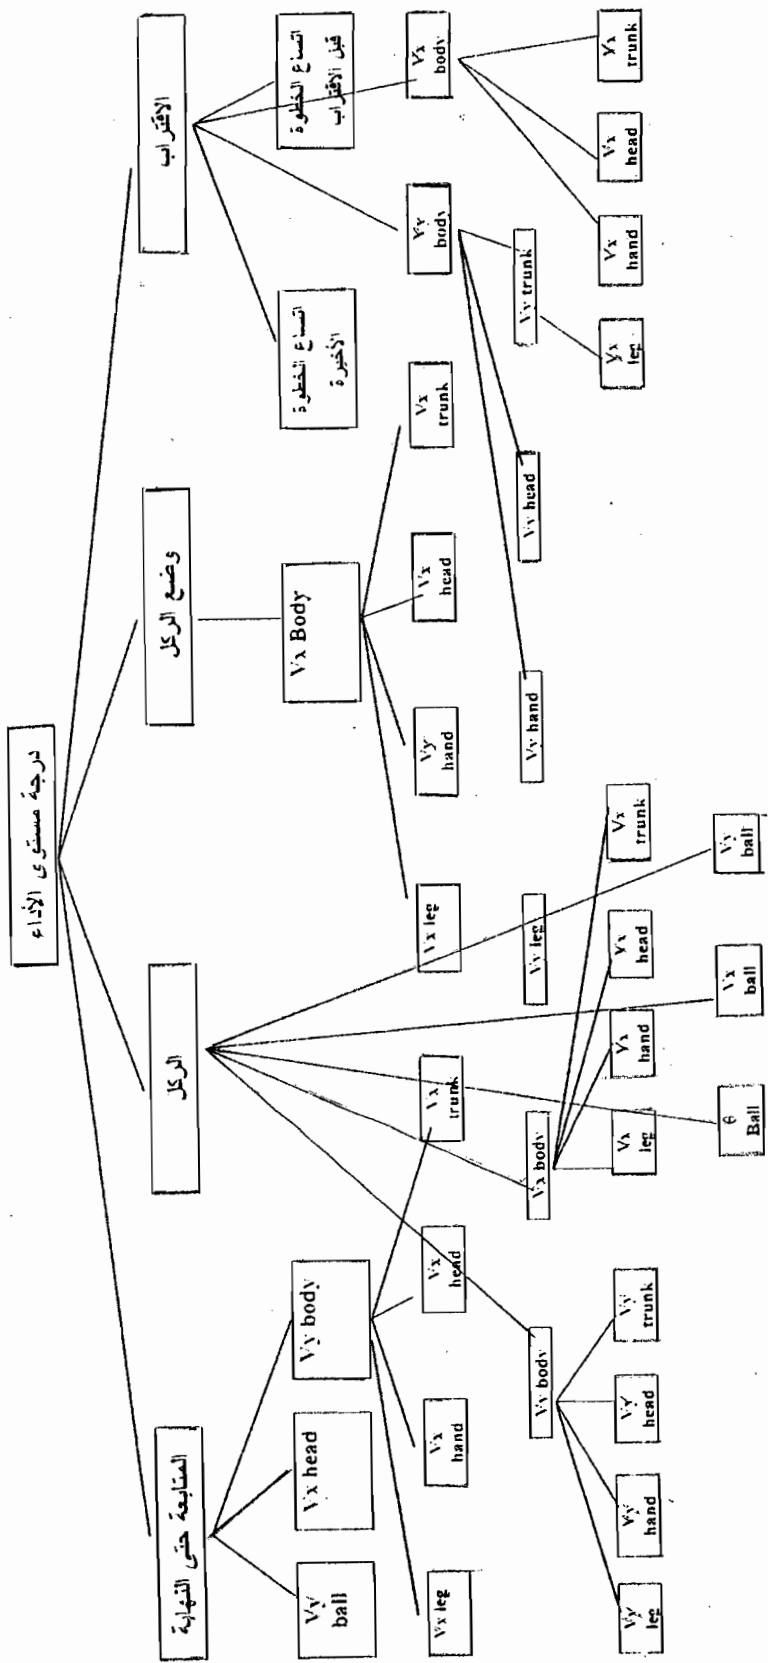 درجة مستوى الأداء
الاقتراب
وضع الركل
الركل
المتابعة حتى النهاية
اتساع الخطوة
قبل الاقتراب
اتساع الخطوة
الأخيرة
Vx Body
Vy body
Vx head
Vy
ball
Vx
body
Vy
body
Vx
trunk
Vx
head
Vy
hand
Vx leg
Vx
trunk
Vx
head
Vx
hand
Vx leg
Vy trunk
Vy head
Vy hand
Vy leg
Vx body
Vy body
Vx
trunk
Vx
head
Vx
hand
Vx
leg
Vx
trunk
Vx
head
Vx
hand
Vx
leg
Vy
trunk
Vy
head
Vy
hand
Vy
leg
Vy
ball
Vx
ball
θ
Ball